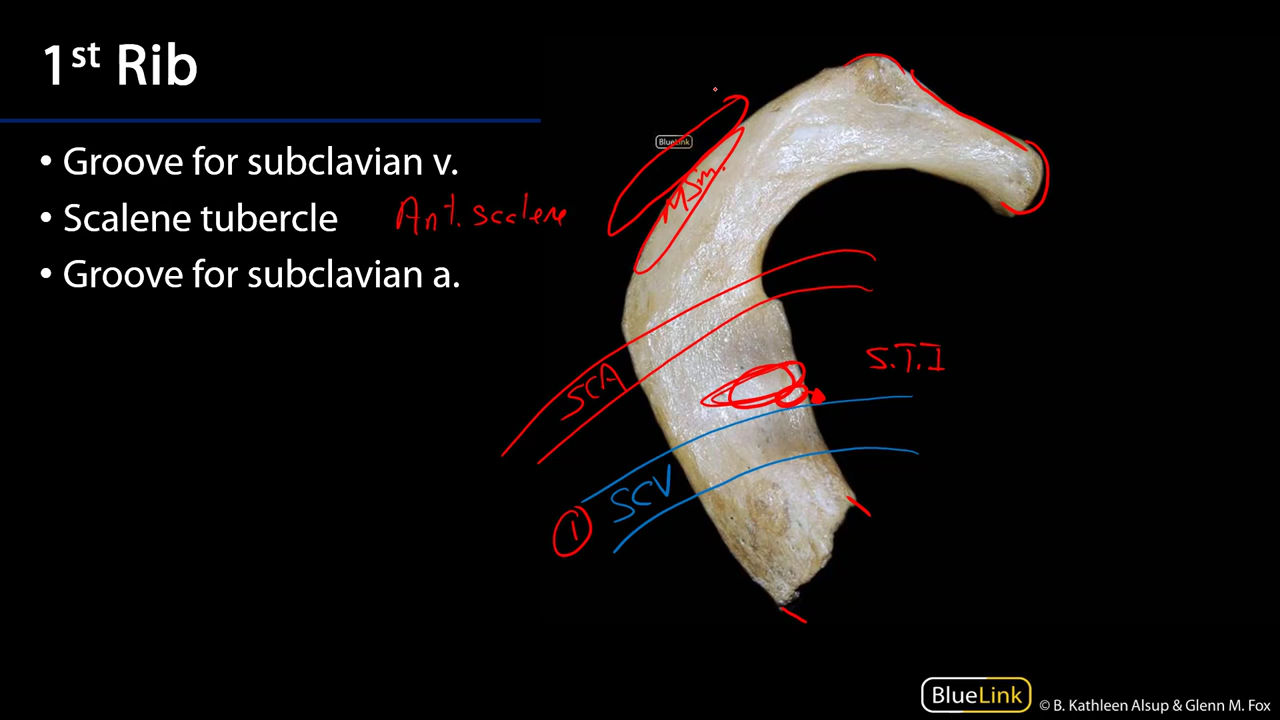 1st Rib
• Groove for subclavian v.
• Scalene tubercle
Ant. scalene
• Groove for subclavian a.
BlueLink
MSm.
S.T.I
SCA
SCV
1
BlueLink
© B. Kathleen Alsup & Glenn M. Fox